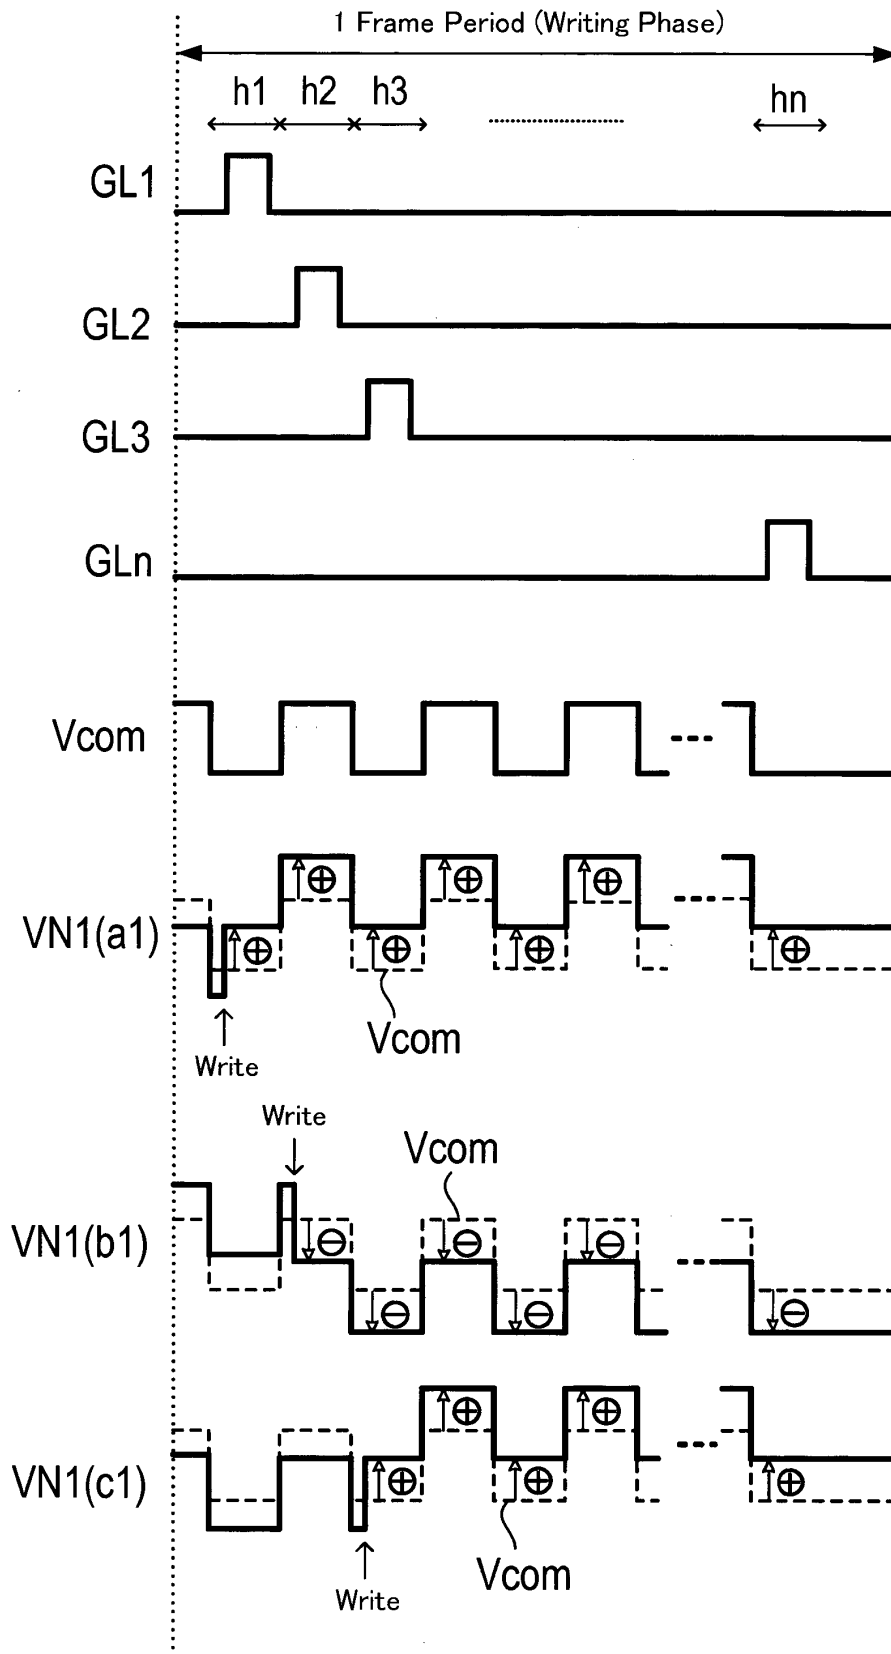 1 Frame Period (Writing Phase)
h1 h2 h3 hn
GL1
GL2
GL3
GLn
Vcom
VN1(a1)
Vcom
Write
Write
Vcom
VN1(b1)
VN1(c1)
Vcom
Write